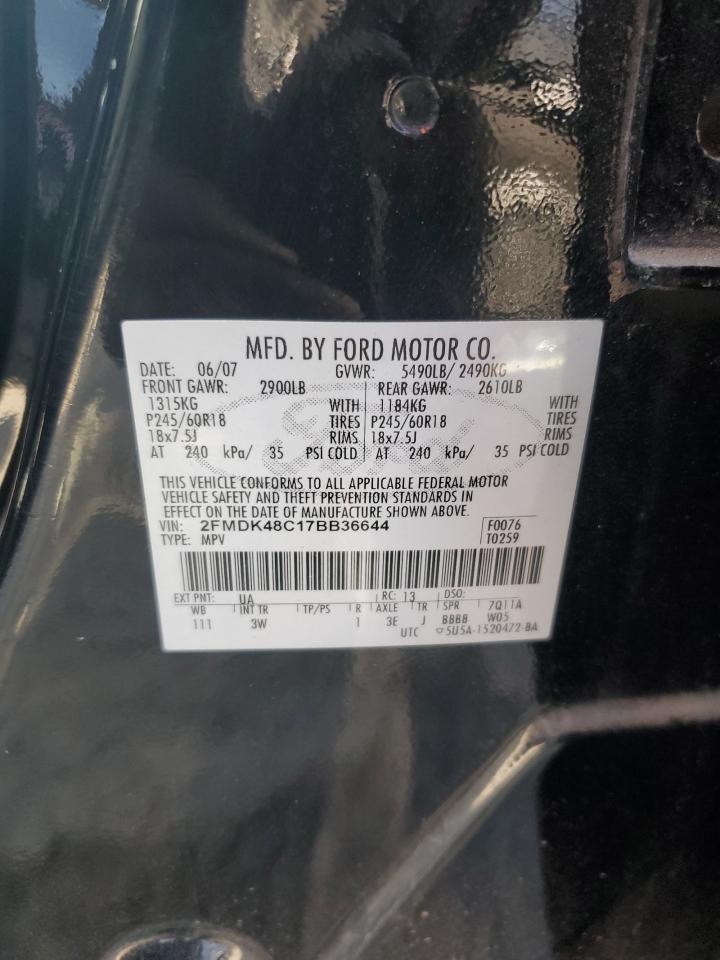 MFD. BY FORD MOTOR CO.
DATE: 06/07 GVWR: 5490LB/ 2490KG
FRONT GAWR: 2900LB REAR GAWR: 2610LB
1315KG WITH 1184KG WITH
P245/60R18 TIRES P245/60R18 TIRES
18x7.5J RIMS 18x7.5J RIMS
AT 240 kPa/ 35 PSI COLD AT 240 kPa/ 35 PSI COLD
Ford
THIS VEHICLE CONFORMS TO ALL APPLICABLE FEDERAL MOTOR
VEHICLE SAFETY AND THEFT PREVENTION STANDARDS IN
EFFECT ON THE DATE OF MANUFACTURE SHOWN ABOVE.
VIN: 2FMDK48C17BB36644 F0076
TYPE: MPV T0259
EXT PNT: UA RC: 13 DSO:
WB INT TR TP/PS R AXLE TR SPR 7Q11A
111 3W 1 3E J BBBB W05
UTC ▽5U5A-1520472-BA